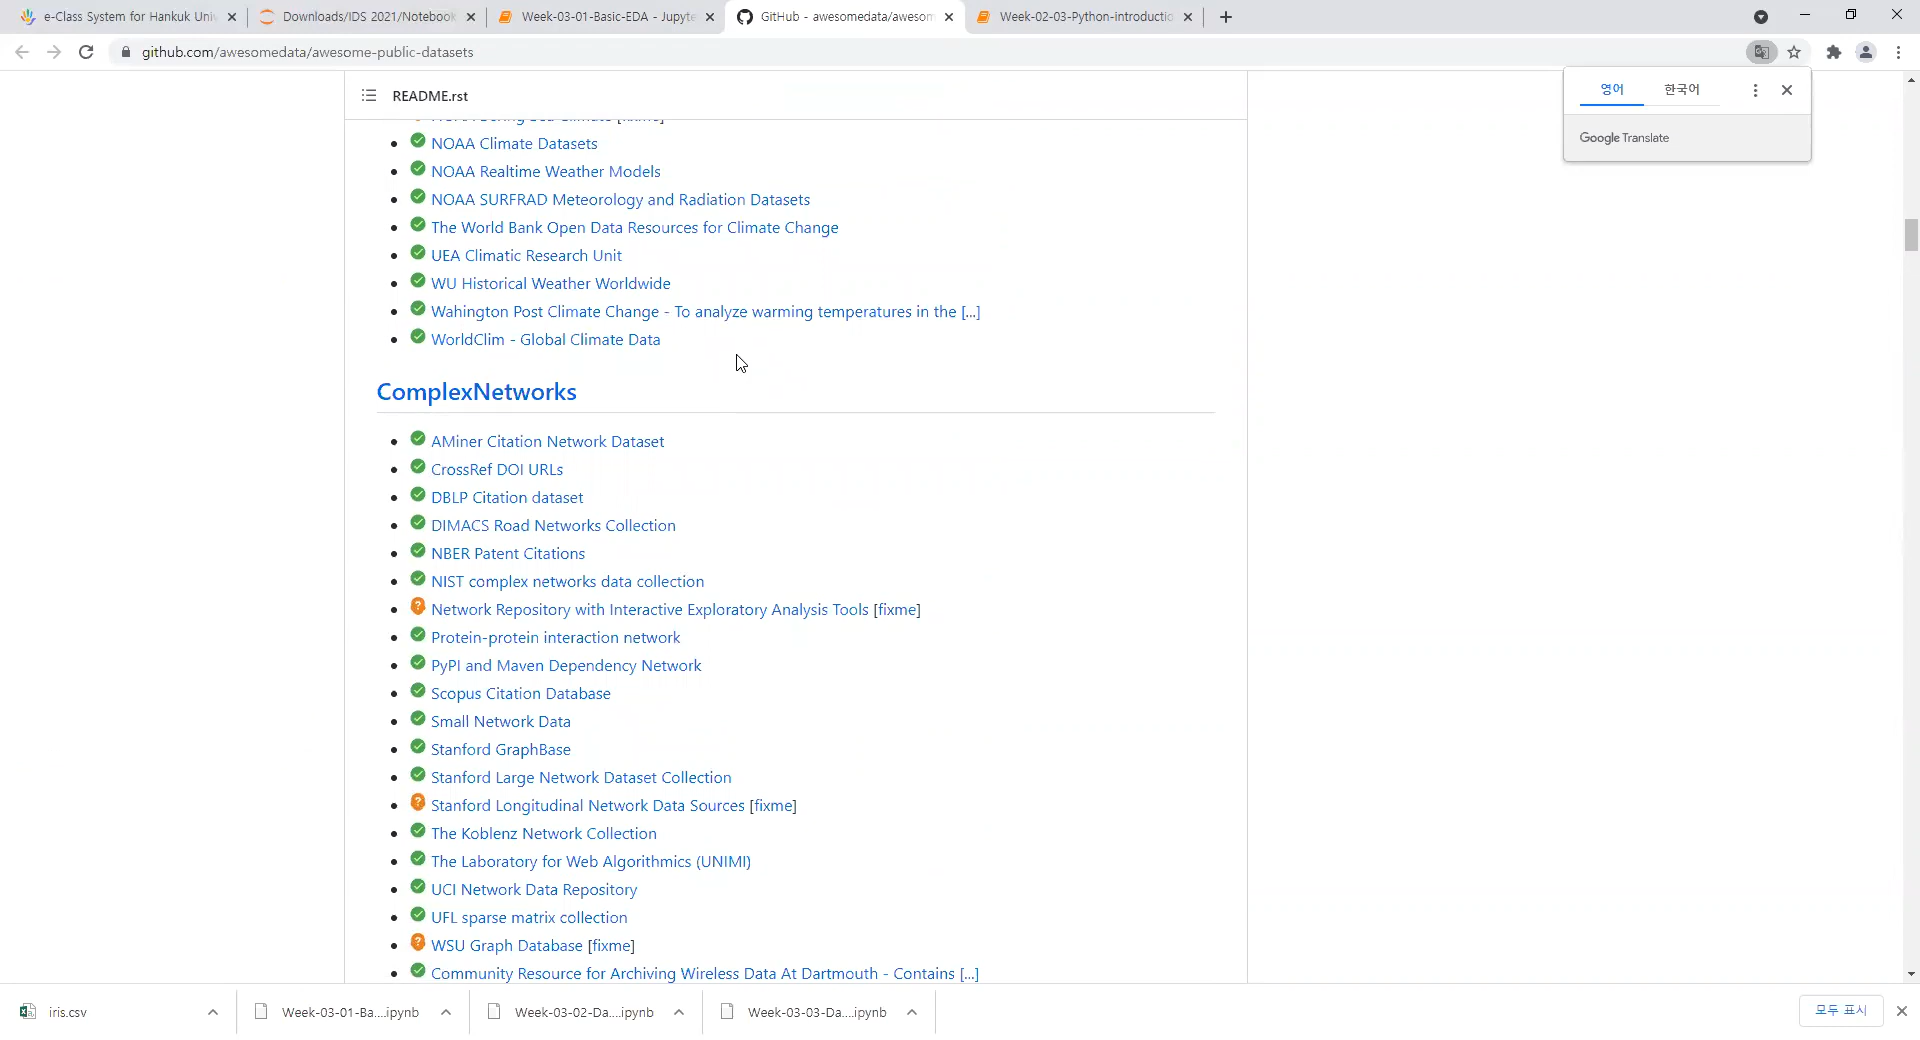 e-Class System for Hankuk Univ
Downloads/IDS 2021/Notebook
Week-03-01-Basic-EDA - Jupyte
GitHub - awesomedata/awesom
Week-02-03-Python-introductio
github.com/awesomedata/awesome-public-datasets
영어
한국어
Google Translate
README.rst
NOAA Climate Datasets
NOAA Realtime Weather Models
NOAA SURFRAD Meteorology and Radiation Datasets
The World Bank Open Data Resources for Climate Change
UEA Climatic Research Unit
WU Historical Weather Worldwide
Wahington Post Climate Change - To analyze warming temperatures in the [...]
WorldClim - Global Climate Data
ComplexNetworks
AMiner Citation Network Dataset
CrossRef DOI URLs
DBLP Citation dataset
DIMACS Road Networks Collection
NBER Patent Citations
NIST complex networks data collection
Network Repository with Interactive Exploratory Analysis Tools [fixme]
Protein-protein interaction network
PyPI and Maven Dependency Network
Scopus Citation Database
Small Network Data
Stanford GraphBase
Stanford Large Network Dataset Collection
Stanford Longitudinal Network Data Sources [fixme]
The Koblenz Network Collection
The Laboratory for Web Algorithmics (UNIMI)
UCI Network Data Repository
UFL sparse matrix collection
WSU Graph Database [fixme]
Community Resource for Archiving Wireless Data At Dartmouth - Contains [...]
iris.csv
Week-03-01-Ba....ipynb
Week-03-02-Da....ipynb
Week-03-03-Da....ipynb
모두 표시